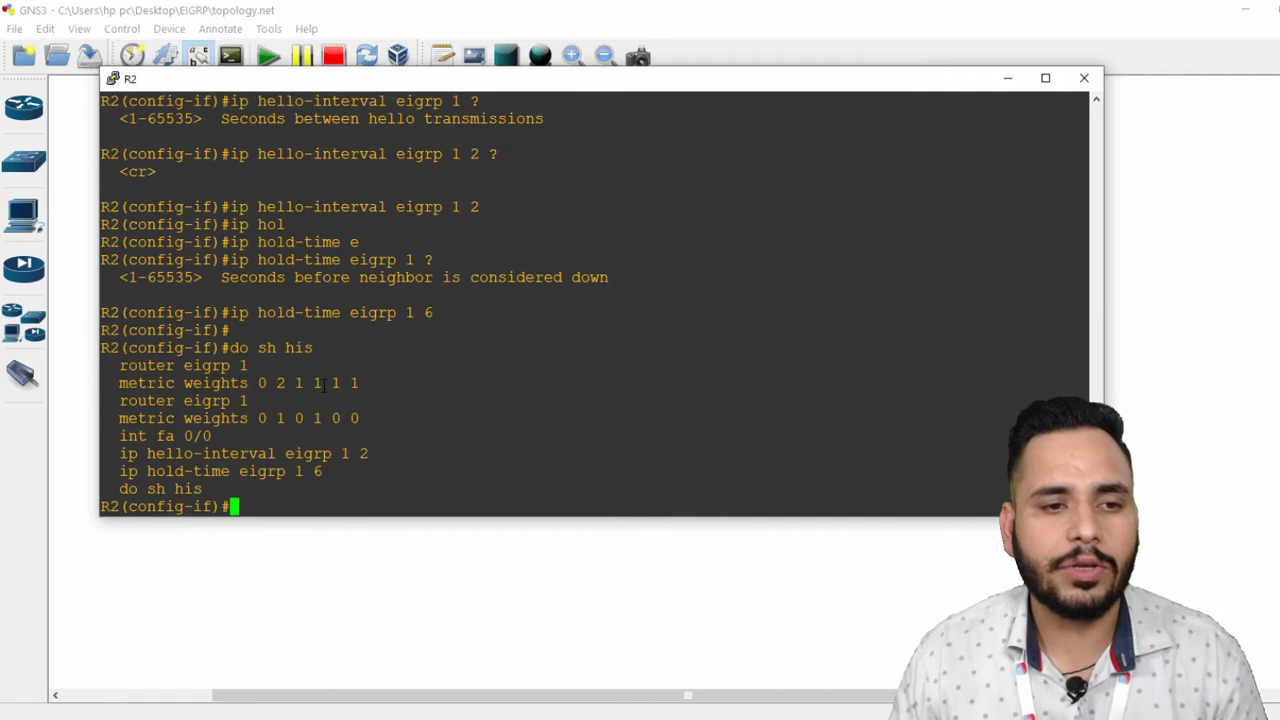 GNS3 - C:\Users\hp pc\Desktop\EIGRP\topology.net
File Edit View Control Device Annotate Tools Help
R2
R2(config-if)#ip hello-interval eigrp 1 ?
<1-65535> Seconds between hello transmissions
R2(config-if)#ip hello-interval eigrp 1 2 ?
<cr>
R2(config-if)#ip hello-interval eigrp 1 2
R2(config-if)#ip hol
R2(config-if)#ip hold-time e
R2(config-if)#ip hold-time eigrp 1 ?
<1-65535> Seconds before neighbor is considered down
R2(config-if)#ip hold-time eigrp 1 6
R2(config-if)#
R2(config-if)#do sh his
router eigrp 1
metric weights 0 2 1 1 1 1
router eigrp 1
metric weights 0 1 0 1 0 0
int fa 0/0
ip hello-interval eigrp 1 2
ip hold-time eigrp 1 6
do sh his
R2(config-if)#